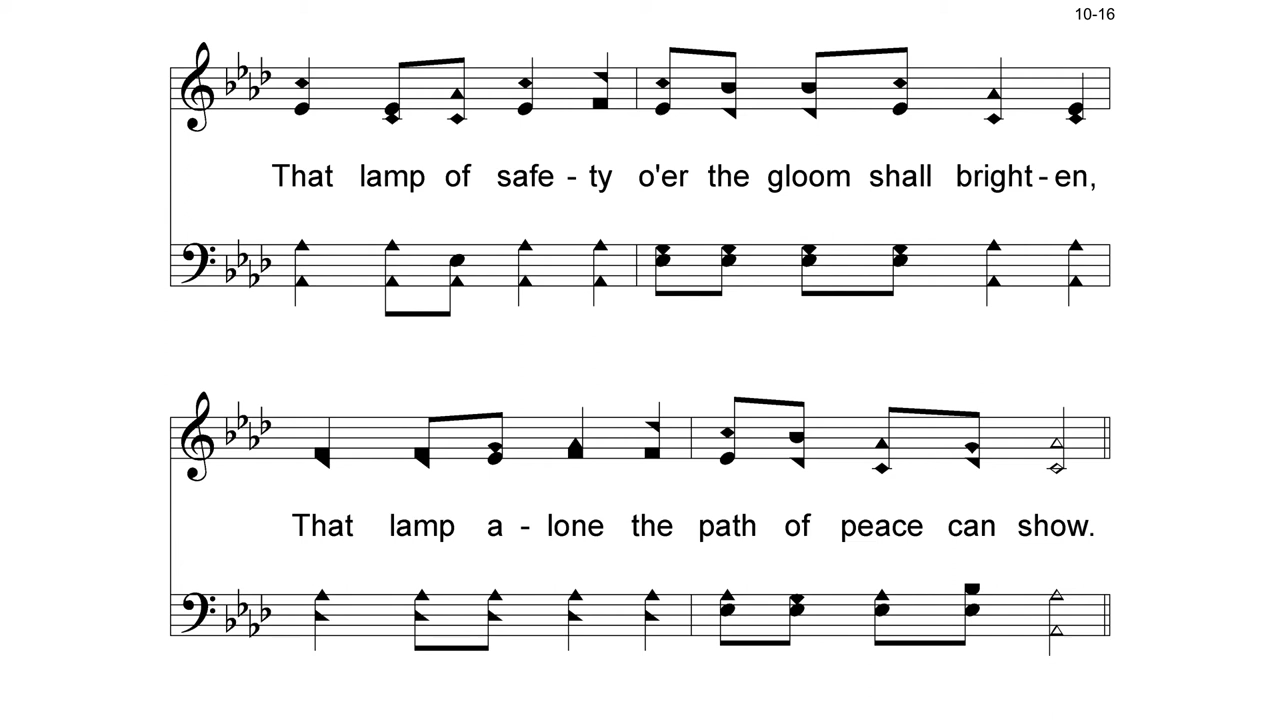 10-16
That lamp of safe - ty o'er the gloom shall bright - en,
That lamp a - lone the path of peace can show.